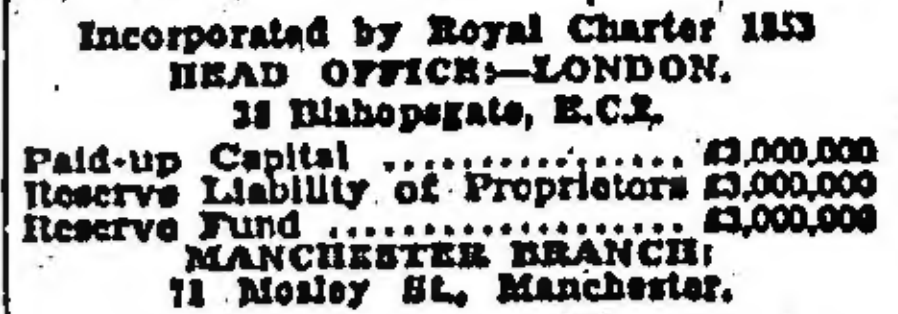 Incorporated by Royal Charter 1853
HEAD OFFICE:—LONDON.
38 Bishopsgate, E.C.2.
Paid-up Capital .................. £3,000,000
Reserve Liability of Proprietors £3,000,000
Reserve Fund ..................... £3,000,000
MANCHESTER BRANCH:
71 Mosley St., Manchester.